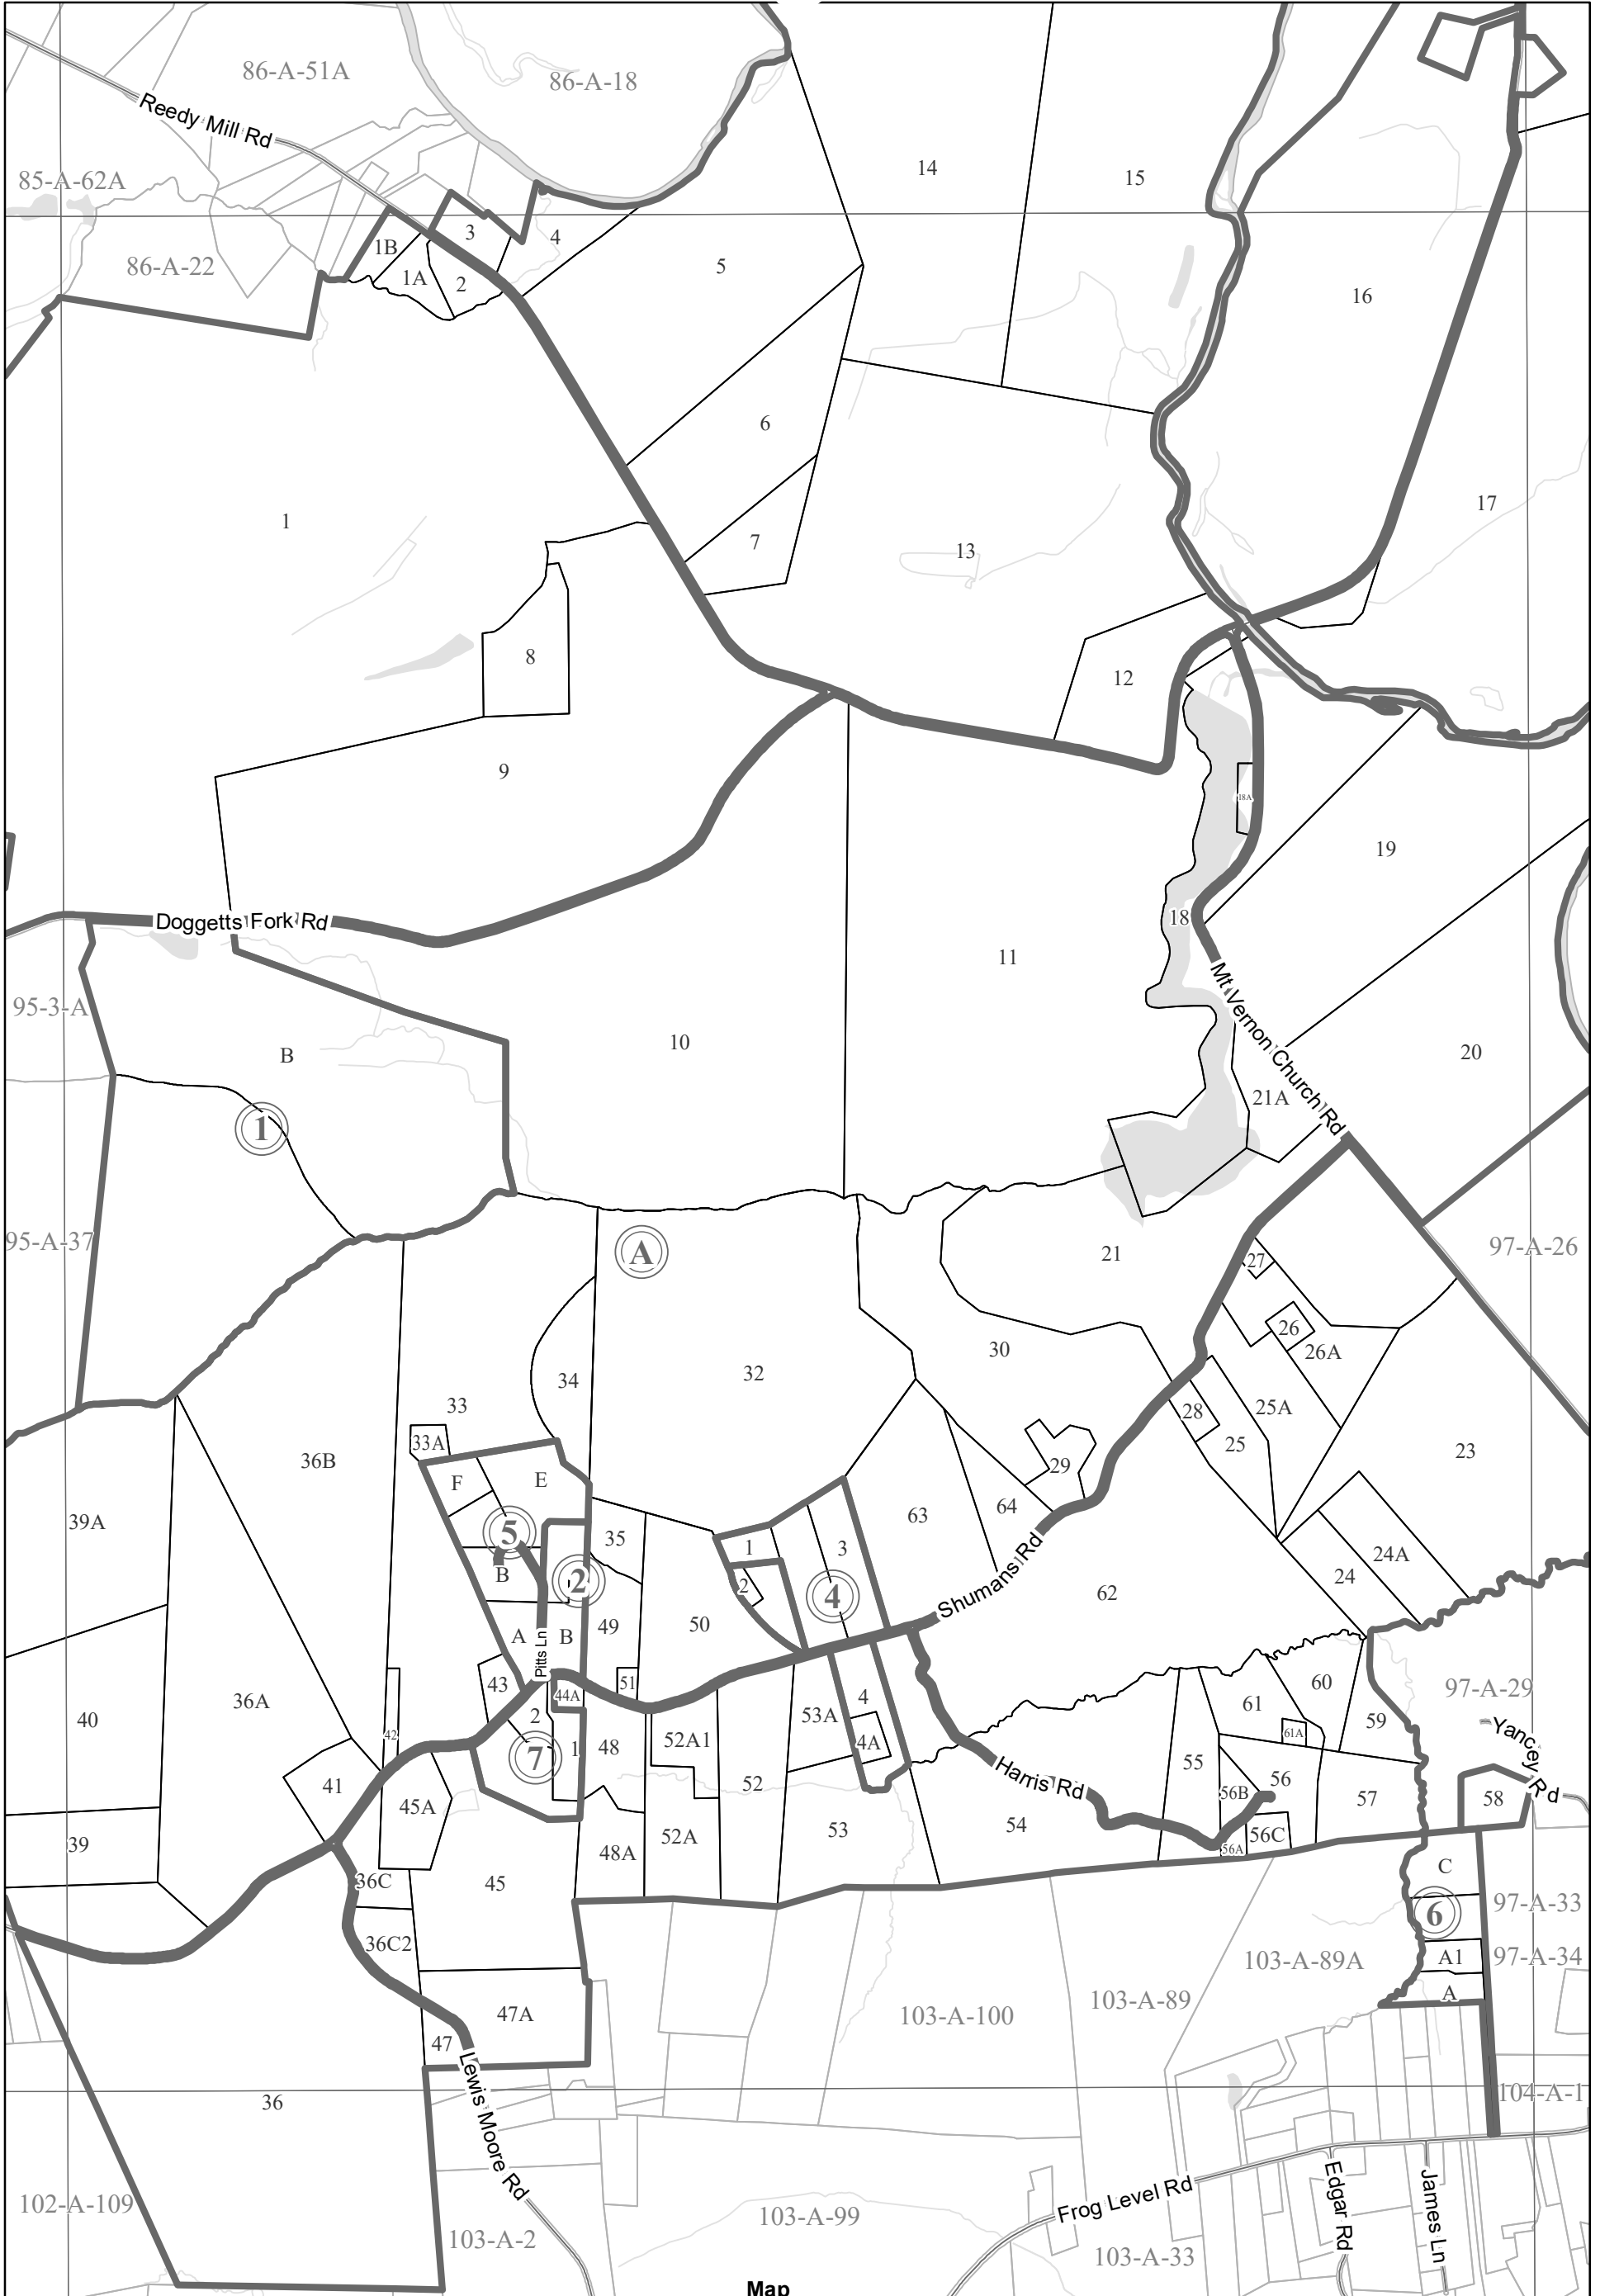 86-A-51A
86-A-18
Reedy Mill Rd
85-A-62A
14
15
86-A-22
1B
3
4
1A
2
5
16
6
1
7
13
17
8
12
9
18A
19
Doggetts Fork Rd
18
11
Mt Vernon Church Rd
95-3-A
10
20
B
21A
1
95-A-37
A
21
27
97-A-26
26
30
26A
34
32
33
28
25A
33A
25
36B
29
23
F
E
39A
64
63
5
35
1
3
24A
B
2
2
4
24
Shumans Rd
62
A
B
49
50
Pitts Ln
43
51
44A
36A
40
2
42
53A
4
61
60
97-A-29
59
61A
Yancey Rd
7
1
48
52A1
4A
55
41
45A
52
Harris Rd
56B
56
57
58
39
53
54
48A
52A
56A
56C
C
36C
45
6
97-A-33
36C2
103-A-89A
A1
97-A-34
A
47A
103-A-100
103-A-89
47
Lewis Moore Rd
36
104-A-1
Frog Level Rd
Edgar Rd
James Ln
102-A-109
103-A-2
103-A-99
103-A-33
Map